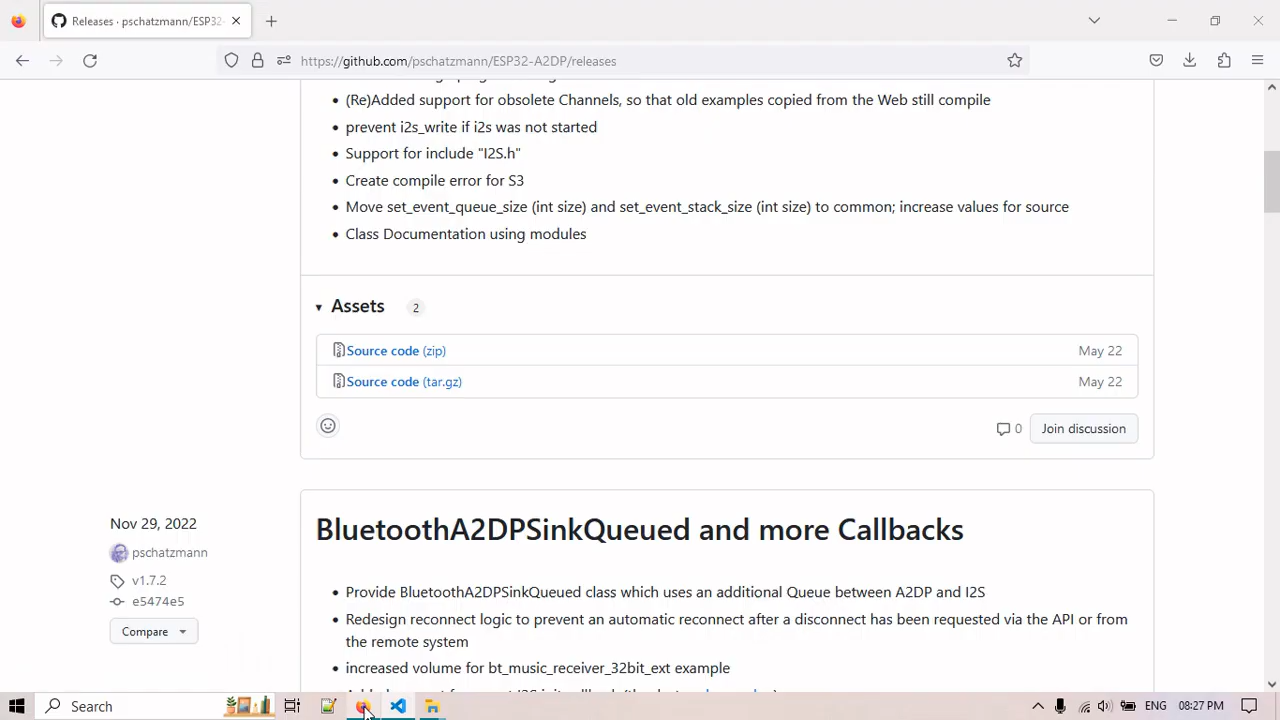 Releases · pschatzmann/ESP32-
https://github.com/pschatzmann/ESP32-A2DP/releases
(Re)Added support for obsolete Channels, so that old examples copied from the Web still compile
prevent i2s_write if i2s was not started
Support for include "I2S.h"
Create compile error for S3
Move set_event_queue_size (int size) and set_event_stack_size (int size) to common; increase values for source
Class Documentation using modules
Assets 2
Source code (zip) May 22
Source code (tar.gz) May 22
0 Join discussion
Nov 29, 2022
pschatzmann
v1.7.2
e5474e5
Compare
BluetoothA2DPSinkQueued and more Callbacks
Provide BluetoothA2DPSinkQueued class which uses an additional Queue between A2DP and I2S
Redesign reconnect logic to prevent an automatic reconnect after a disconnect has been requested via the API or from
the remote system
increased volume for bt_music_receiver_32bit_ext example
Search
ENG 08:27 PM